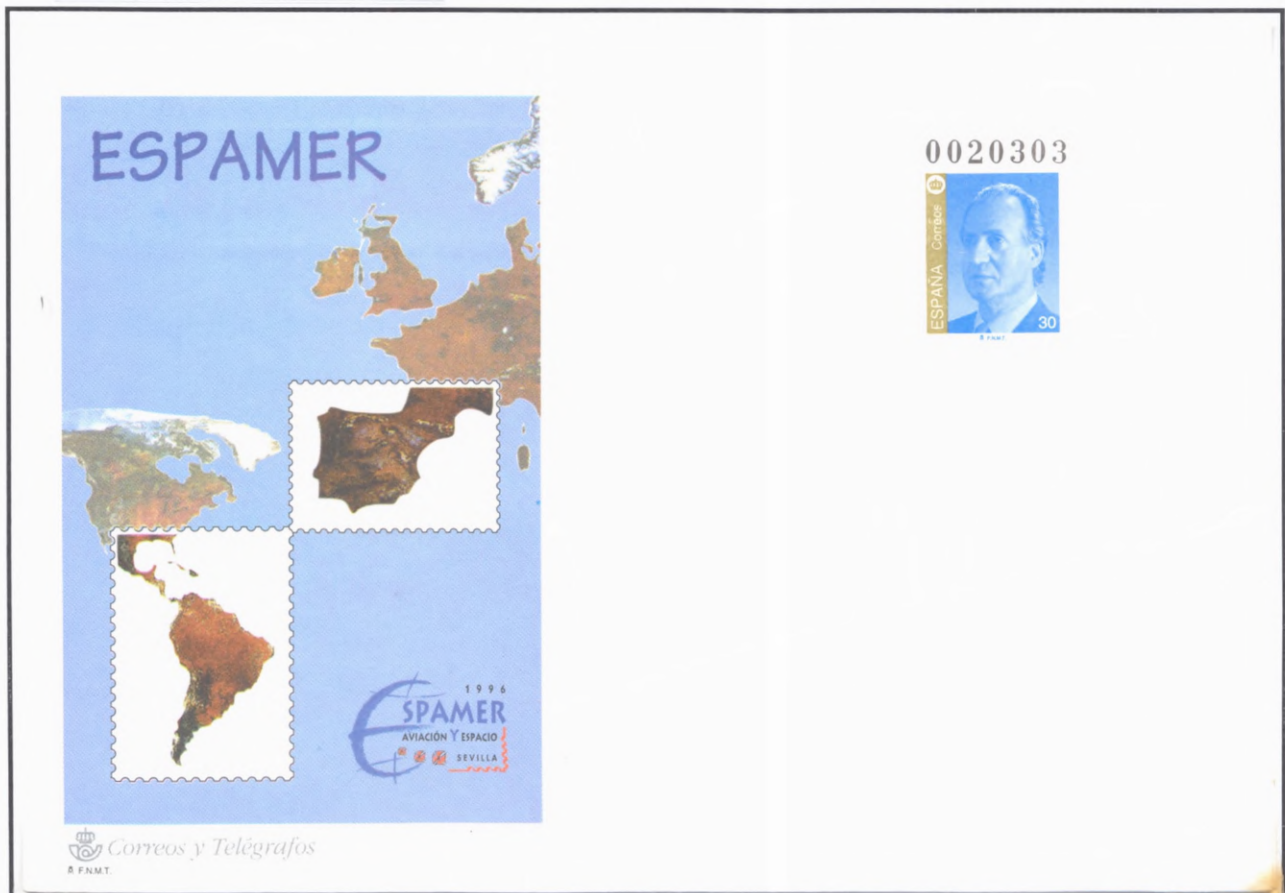 ESPAMER
0020303
ESPAÑA Correos
30
F.N.M.T.
1996
ESPAMER
AVIACIÓN Y ESPACIO
SEVILLA
Correos y Telégrafos
F.N.M.T.